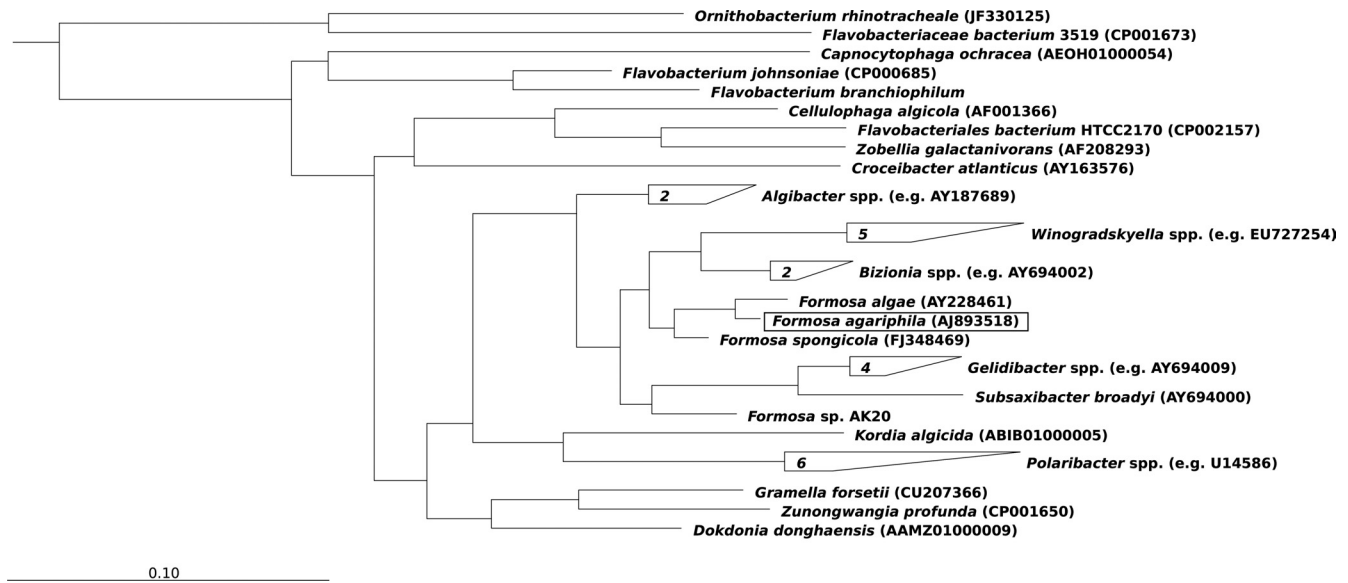 Ornithobacterium rhinotracheale (JF330125)
Flavobacteriaceae bacterium 3519 (CP001673)
Capnocytophaga ochracea (AEOH01000054)
Flavobacterium johnsoniae (CP000685)
Flavobacterium branchiophilum
Cellulophaga algicola (AF001366)
Flavobacteriales bacterium HTCC2170 (CP002157)
Zobellia galactanivorans (AF208293)
Croceibacter atlanticus (AY163576)
2 Algibacter spp. (e.g. AY187689)
5 Winogradskyella spp. (e.g. EU727254)
2 Bizionia spp. (e.g. AY694002)
Formosa algae (AY228461)
Formosa agariphila (AJ893518)
Formosa spongicola (FJ348469)
4 Gelidibacter spp. (e.g. AY694009)
Subsaxibacter broadyi (AY694000)
Formosa sp. AK20
Kordia algicida (ABIB01000005)
6 Polaribacter spp. (e.g. U14586)
Gramella forsetii (CU207366)
Zunongwangia profunda (CP001650)
Dokdonia donghaensis (AAMZ01000009)
0.10